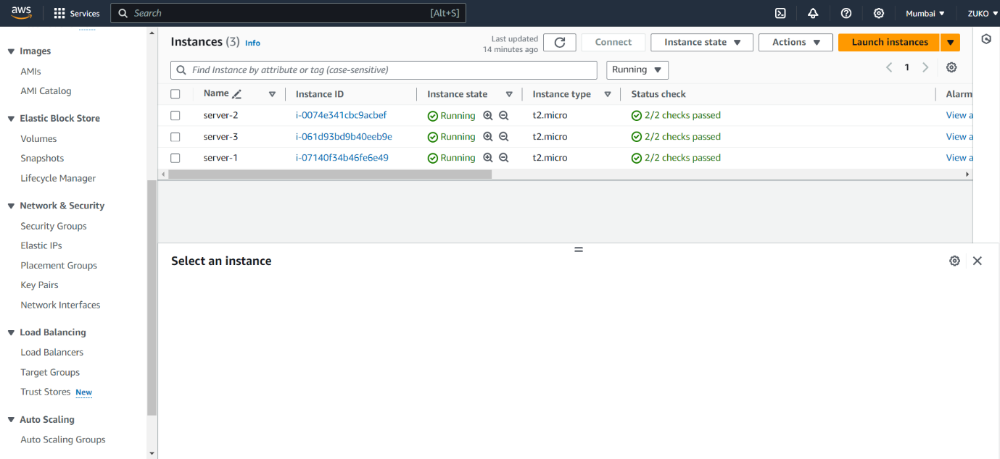 aws Services Search [Alt+S] Mumbai ZUKO
Images
AMIs
AMI Catalog
Elastic Block Store
Volumes
Snapshots
Lifecycle Manager
Network & Security
Security Groups
Elastic IPs
Placement Groups
Key Pairs
Network Interfaces
Load Balancing
Load Balancers
Target Groups
Trust Stores New
Auto Scaling
Auto Scaling Groups
Instances (3) Info
Last updated
14 minutes ago
Connect Instance state Actions Launch instances
Find Instance by attribute or tag (case-sensitive) Running 1
Name Instance ID Instance state Instance type Status check Alarm
server-2 i-0074e341cbc9acbef Running t2.micro 2/2 checks passed View a
server-3 i-061d93bd9b40eeb9e Running t2.micro 2/2 checks passed View a
server-1 i-07140f34b46fe6e49 Running t2.micro 2/2 checks passed View a
Select an instance